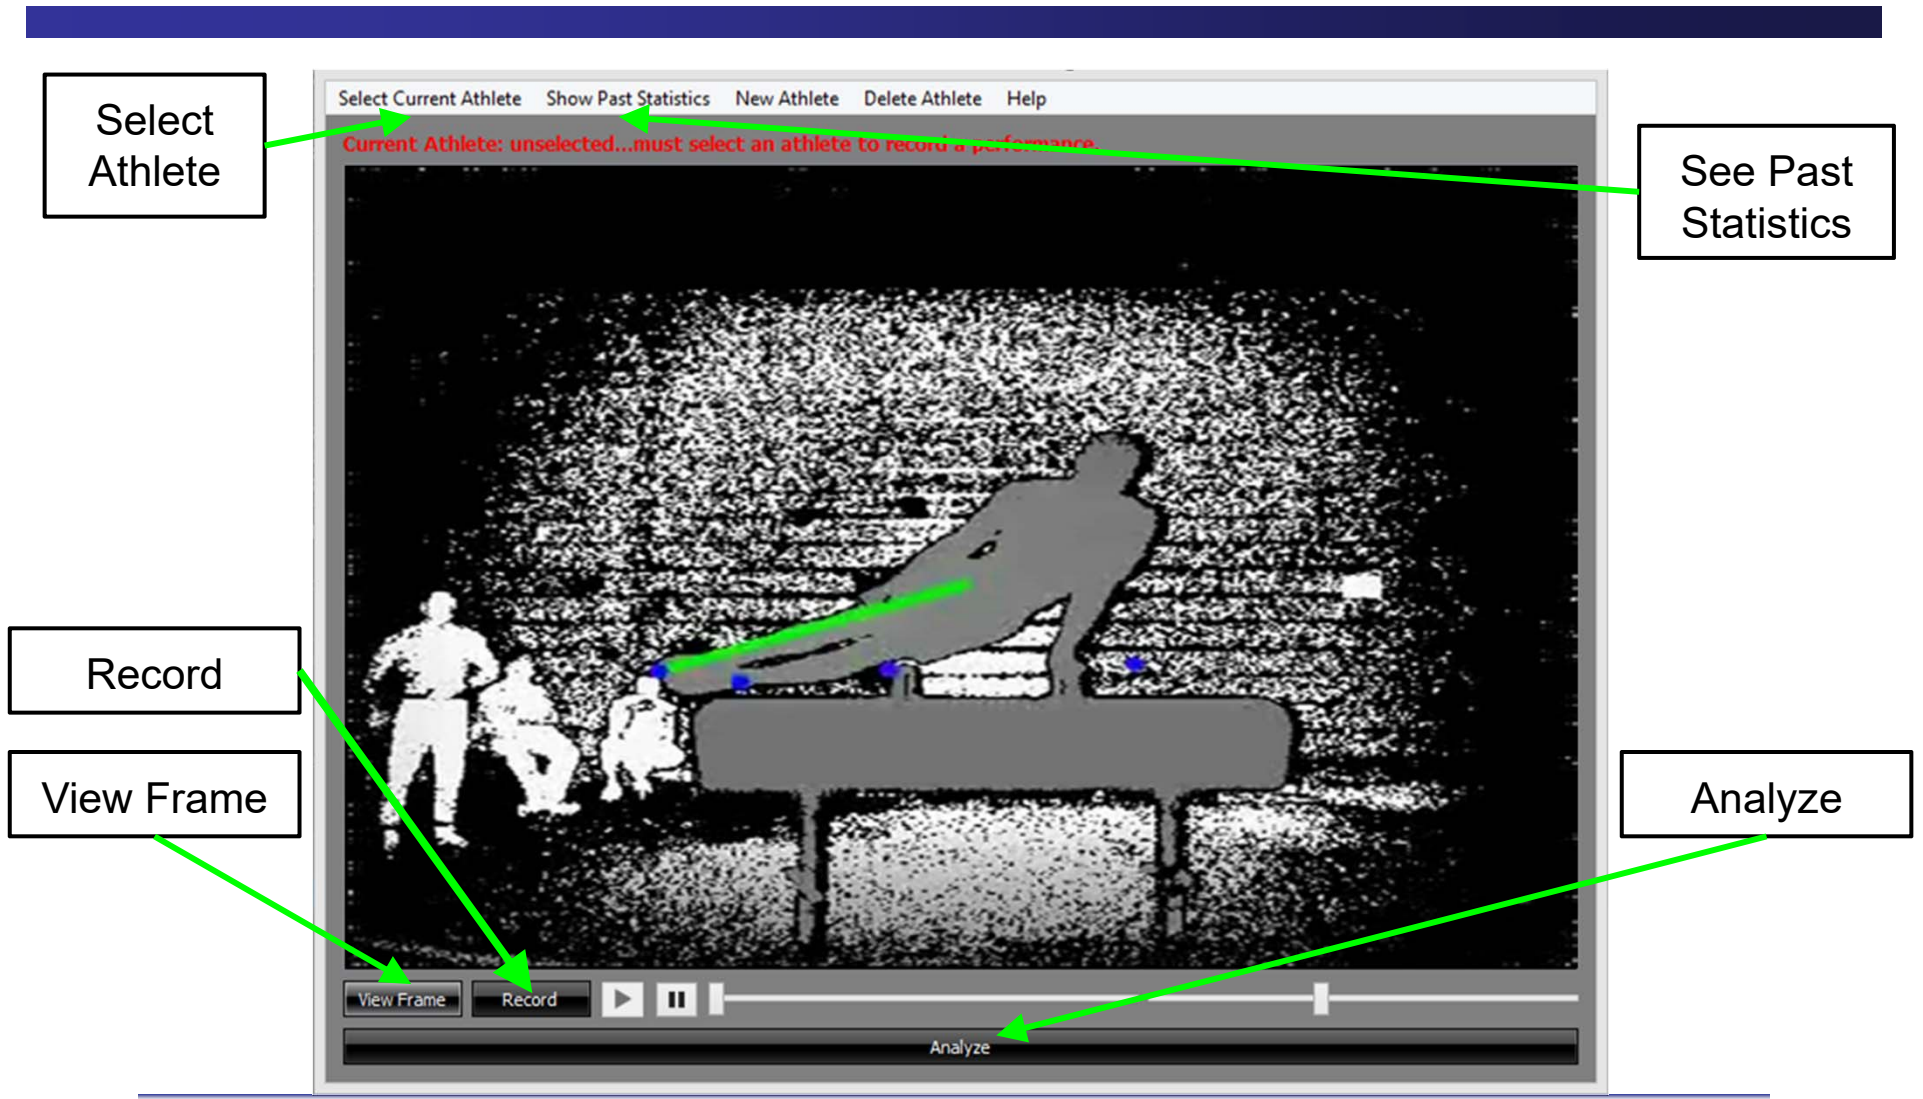 Select
Athlete
Select Current Athlete Show Past Statistics New Athlete Delete Athlete Help
Current Athlete: unselected...must select an athlete to record a performance.
See Past
Statistics
Record
View Frame
Analyze
View Frame Record
Analyze